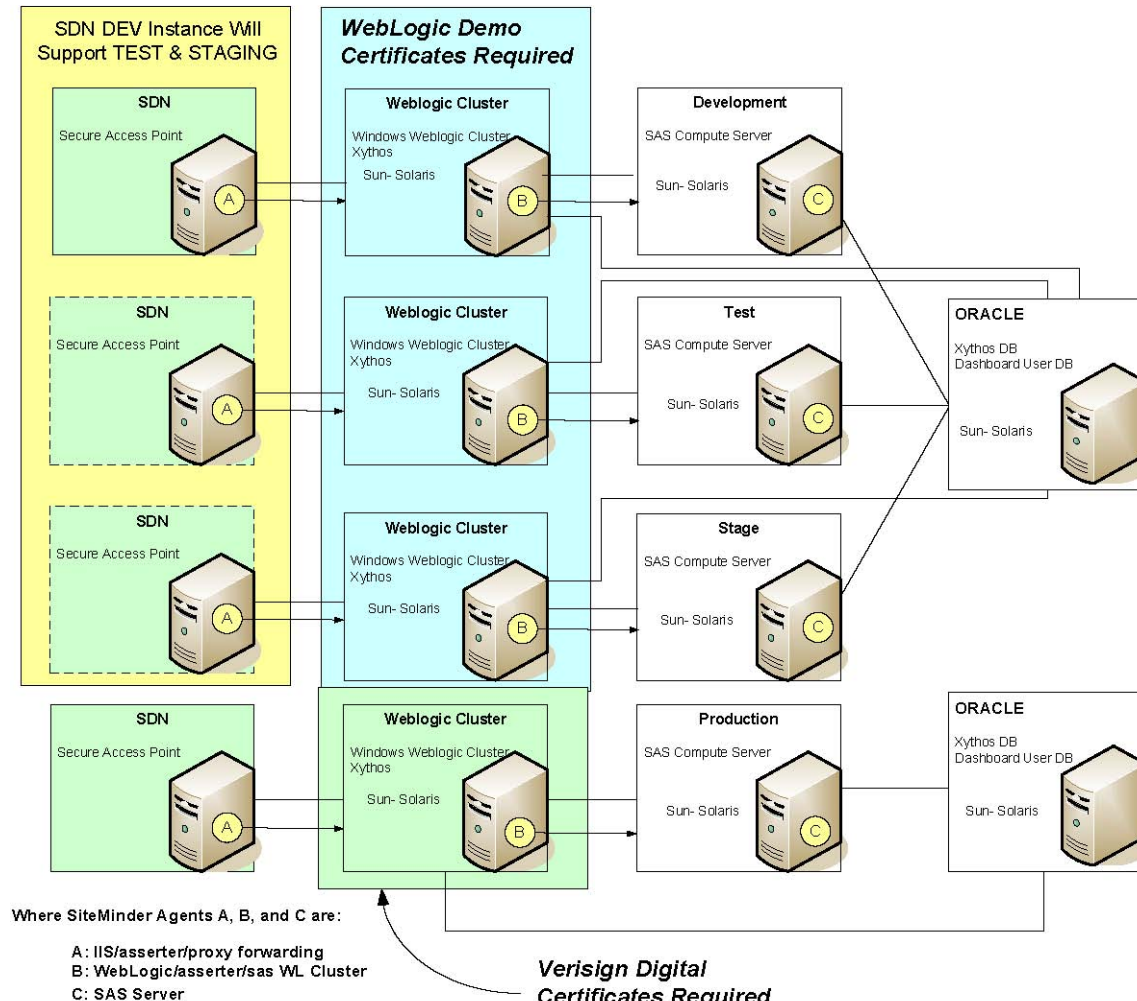 SDN DEV Instance Will
Support TEST & STAGING
WebLogic Demo
Certificates Required
SDN
Secure Access Point
A
Weblogic Cluster
Windows Weblogic Cluster
Xythos
Sun- Solaris
B
Development
SAS Compute Server
Sun- Solaris
C
SDN
Secure Access Point
A
Weblogic Cluster
Windows Weblogic Cluster
Xythos
Sun- Solaris
B
Test
SAS Compute Server
Sun- Solaris
C
ORACLE
Xythos DB
Dashboard User DB
Sun- Solaris
SDN
Secure Access Point
A
Weblogic Cluster
Windows Weblogic Cluster
Xythos
Sun- Solaris
B
Stage
SAS Compute Server
Sun- Solaris
C
SDN
Secure Access Point
A
Weblogic Cluster
Windows Weblogic Cluster
Xythos
Sun- Solaris
B
Production
SAS Compute Server
Sun- Solaris
C
ORACLE
Xythos DB
Dashboard User DB
Sun- Solaris
Where SiteMinder Agents A, B, and C are:
A: IIS/asserter/proxy forwarding
B: WebLogic/asserter/sas WL Cluster
C: SAS Server
Verisign Digital
Certificates Required